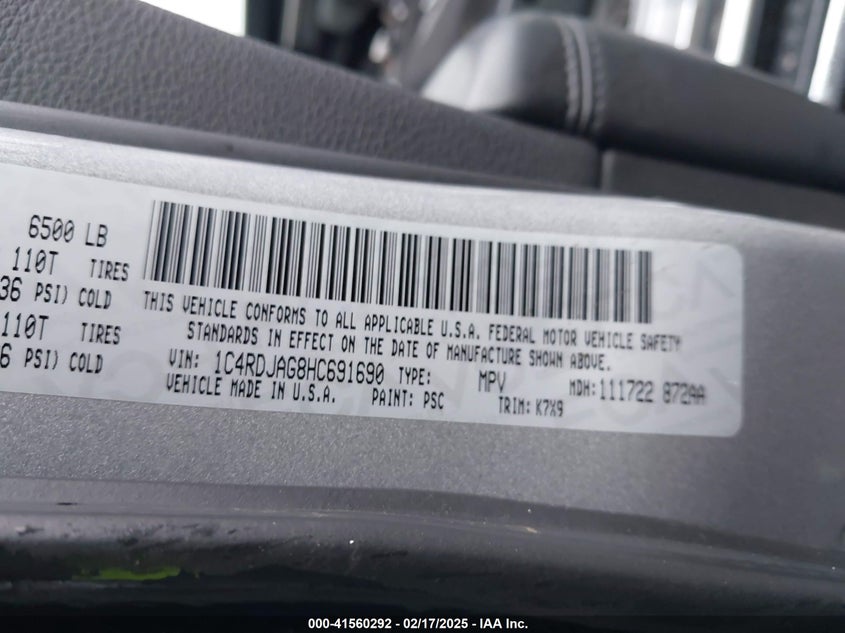 6500 LB
110T TIRES
36 PSI) COLD
110T TIRES
6 PSI) COLD
THIS VEHICLE CONFORMS TO ALL APPLICABLE U.S.A. FEDERAL MOTOR VEHICLE SAFETY
STANDARDS IN EFFECT ON THE DATE OF MANUFACTURE SHOWN ABOVE.
VIN: 1C4RDJAG8HC691690 TYPE: MPV MDH:111722 872AA
VEHICLE MADE IN U.S.A. PAINT: PSC TRIM: K7X9
000-41560292 - 02/17/2025 - IAA Inc.